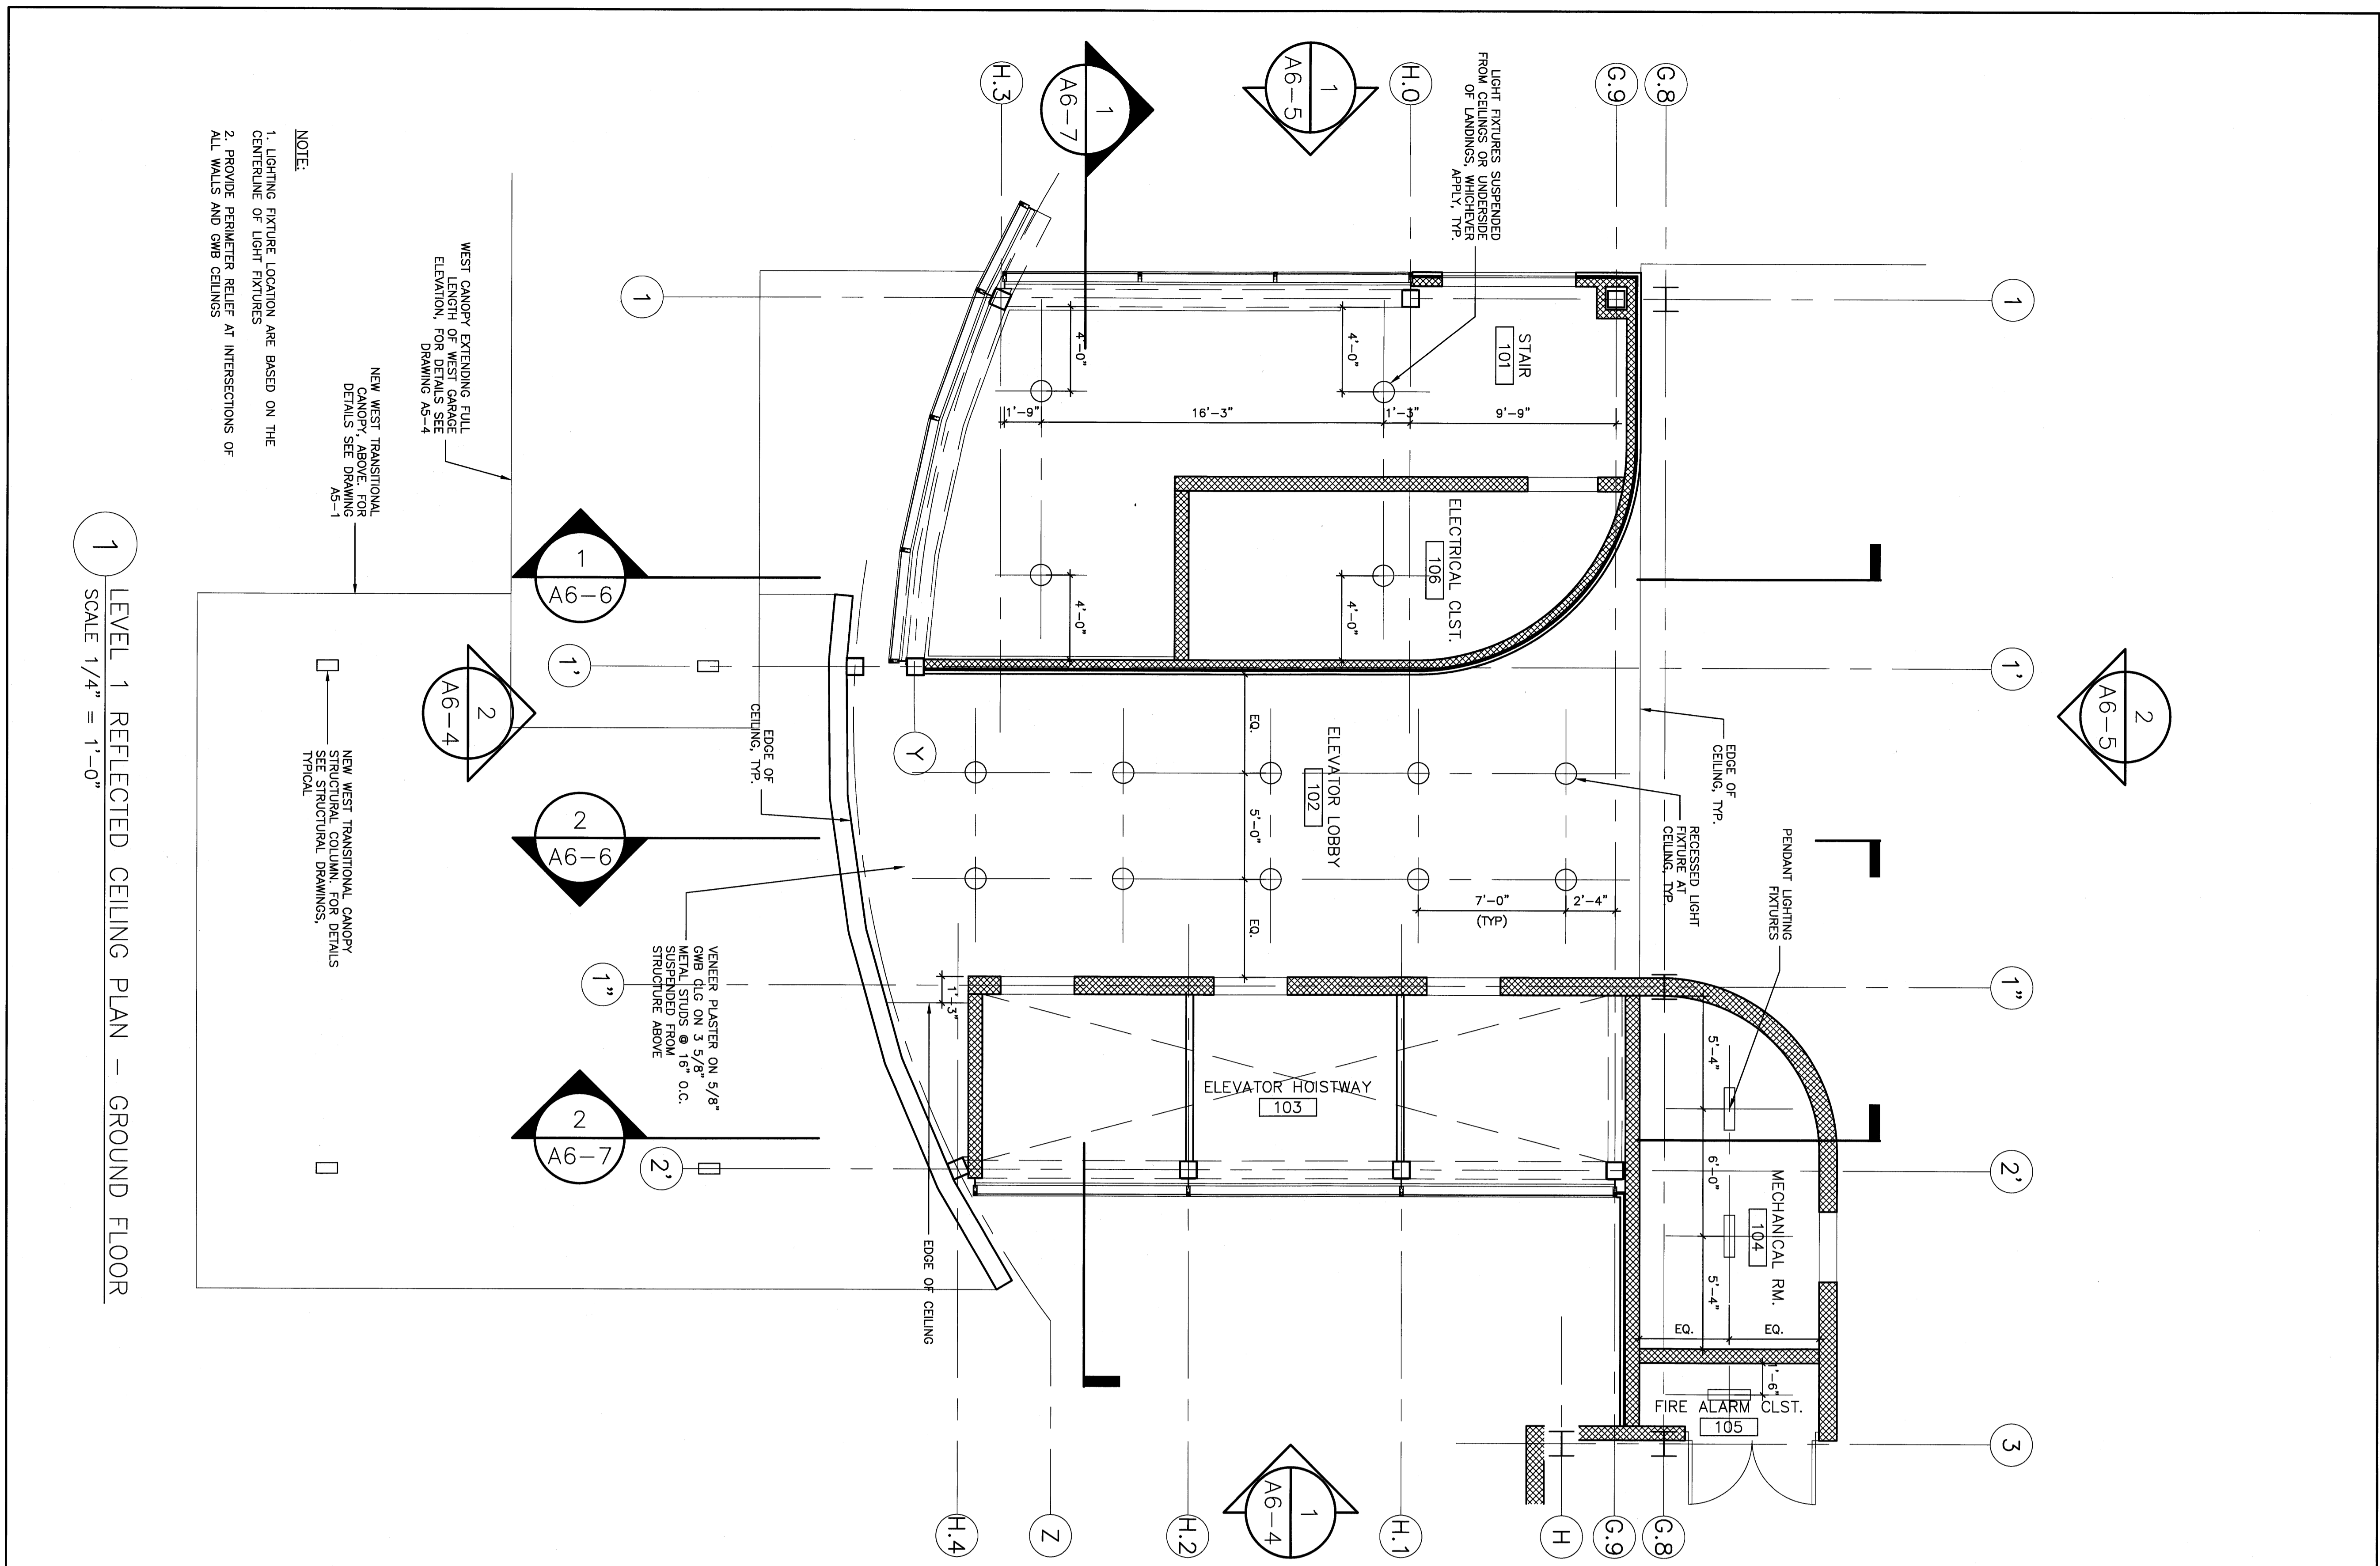 G.8
G.9
H.0
H.3
1
A6-5
1
A6-7
LIGHT FIXTURES SUSPENDED
FROM CEILINGS OR UNDERSIDE
OF LANDINGS, WHICHEVER
APPLY, TYP.
1
1
STAIR
101
4'-0"
4'-0"
1'-9"
16'-3"
1'-3"
9'-9"
ELECTRICAL CLST.
106
4'-0"
4'-0"
WEST CANOPY EXTENDING FULL
LENGTH OF WEST GARAGE
ELEVATION, FOR DETAILS SEE
DRAWING A5-4
NEW WEST TRANSITIONAL
CANOPY, ABOVE. FOR
DETAILS SEE DRAWING
A5-1
NOTE:
1. LIGHTING FIXTURE LOCATION ARE BASED ON THE
CENTERLINE OF LIGHT FIXTURES
2. PROVIDE PERIMETER RELIEF AT INTERSECTIONS OF
ALL WALLS AND GWB CEILINGS
1
A6-6
1'
1'
2
A6-5
2
A6-4
Y
EDGE OF
CEILING, TYP.
EDGE OF
CEILING, TYP.
EQ.
5'-0"
EQ.
ELEVATOR LOBBY
102
RECESSED LIGHT
FIXTURE AT
CEILING, TYP.
PENDANT LIGHTING
FIXTURES
7'-0"
(TYP)
2'-4"
2
A6-6
NEW WEST TRANSITIONAL CANOPY
STRUCTURAL COLUMN. FOR DETAILS
SEE STRUCTURAL DRAWINGS,
TYPICAL
VENEER PLASTER ON 5/8"
GWB CLG ON 3 5/8"
METAL STUDS @ 16" O.C.
SUSPENDED FROM
STRUCTURE ABOVE
1"
1"
1'-3"
5'-4"
6'-0"
5'-4"
ELEVATOR HOISTWAY
103
2
A6-7
2'
2'
MECHANICAL RM.
104
EQ.
EQ.
EDGE OF CEILING
1'-6"
FIRE ALARM CLST.
105
3
1
A6-4
H.4
Z
H.2
H.1
H
G.9
G.8
1
LEVEL 1 REFLECTED CEILING PLAN - GROUND FLOOR
SCALE 1/4" = 1'-0"